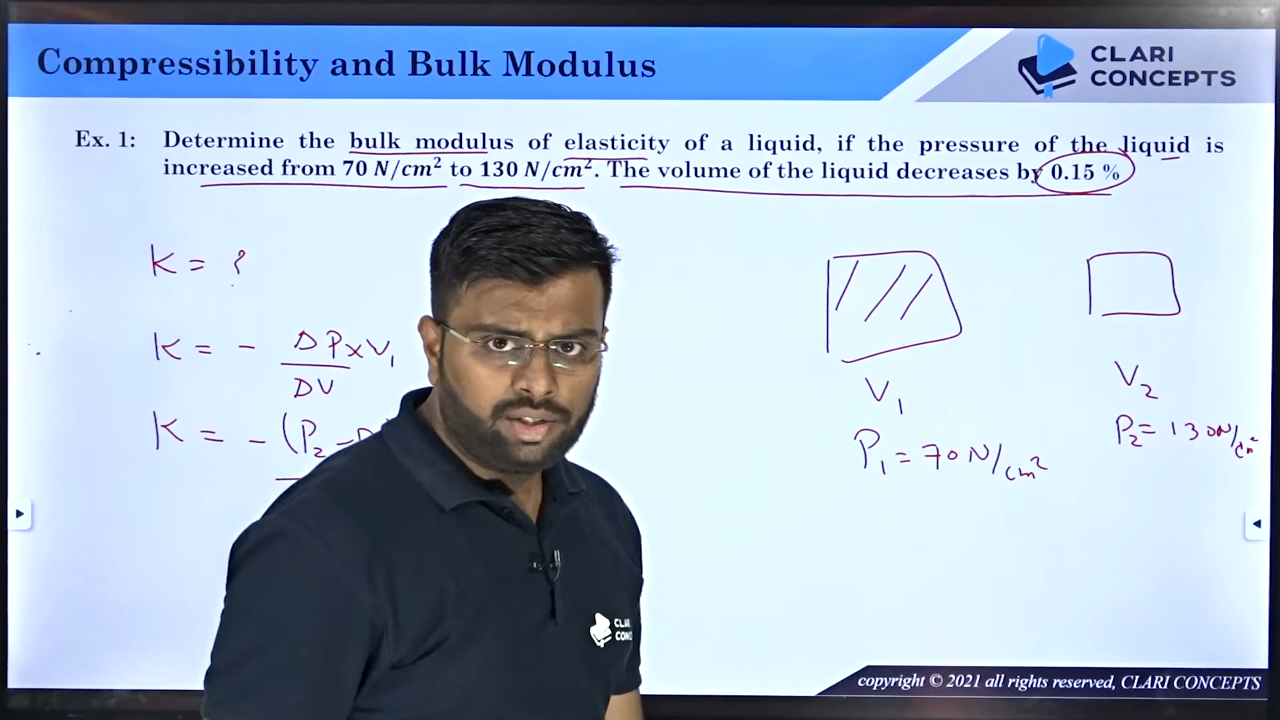 Compressibility and Bulk Modulus
CLARI
CONCEPTS
Ex. 1: Determine the bulk modulus of elasticity of a liquid, if the pressure of the liquid is
increased from 70 N/cm² to 130 N/cm². The volume of the liquid decreases by 0.15 %
K = ?
K = - ΔP×V₁
DV
K = - (P₂ -
V₁
P₁ = 70 N/cm²
V₂
P₂ = 130N/cm²
CLA
CONC
copyright © 2021 all rights reserved, CLARI CONCEPTS